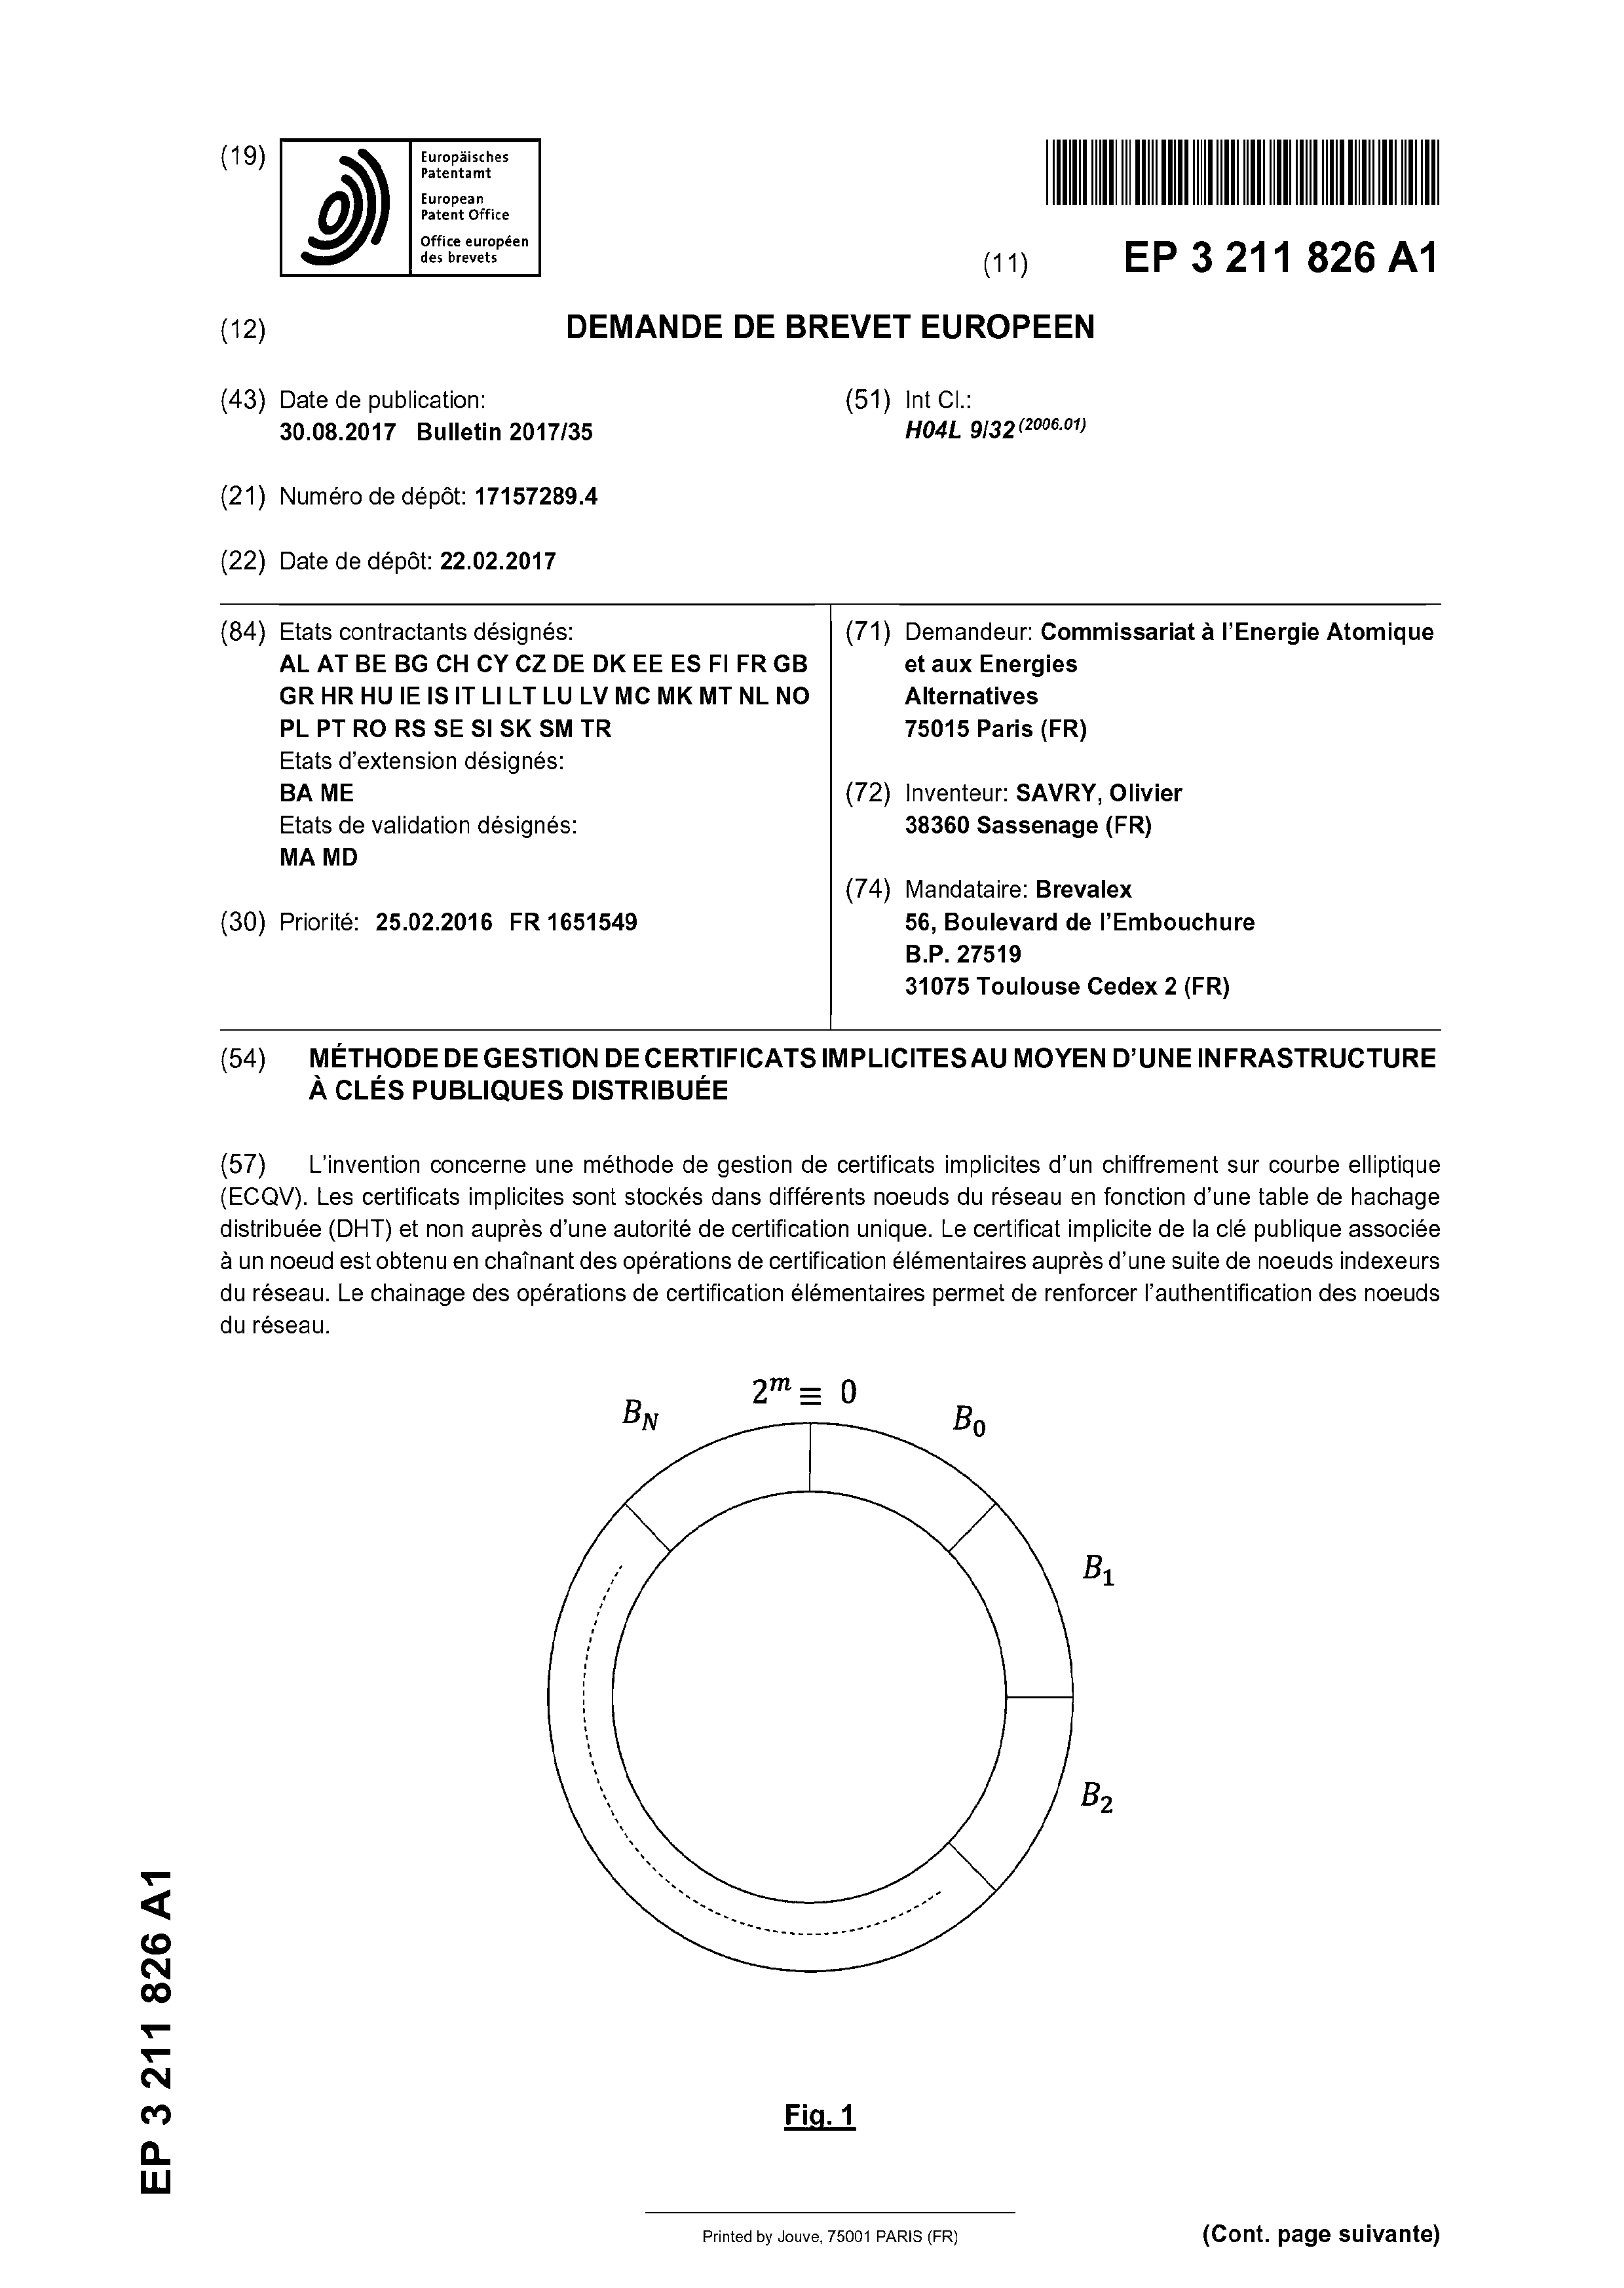 (19)
Europäisches
Patentamt
European
Patent Office
Office européen
des brevets
(11) EP 3 211 826 A1
(12) DEMANDE DE BREVET EUROPEEN
(43) Date de publication:
30.08.2017 Bulletin 2017/35
(51) Int Cl.:
H04L 9/32 (2006.01)
(21) Numéro de dépôt: 17157289.4
(22) Date de dépôt: 22.02.2017
(84) Etats contractants désignés:
AL AT BE BG CH CY CZ DE DK EE ES FI FR GB
GR HR HU IE IS IT LI LT LU LV MC MK MT NL NO
PL PT RO RS SE SI SK SM TR
Etats d'extension désignés:
BA ME
Etats de validation désignés:
MA MD
(30) Priorité: 25.02.2016 FR 1651549
(71) Demandeur: Commissariat à l'Energie Atomique
et aux Energies
Alternatives
75015 Paris (FR)
(72) Inventeur: SAVRY, Olivier
38360 Sassenage (FR)
(74) Mandataire: Brevalex
56, Boulevard de l'Embouchure
B.P. 27519
31075 Toulouse Cedex 2 (FR)
(54) MÉTHODE DE GESTION DE CERTIFICATS IMPLICITES AU MOYEN D'UNE INFRASTRUCTURE
À CLÉS PUBLIQUES DISTRIBUÉE
(57) L'invention concerne une méthode de gestion de certificats implicites d'un chiffrement sur courbe elliptique
(ECQV). Les certificats implicites sont stockés dans différents noeuds du réseau en fonction d'une table de hachage
distribuée (DHT) et non auprès d'une autorité de certification unique. Le certificat implicite de la clé publique associée
à un noeud est obtenu en chaînant des opérations de certification élémentaires auprès d'une suite de noeuds indexeurs
du réseau. Le chainage des opérations de certification élémentaires permet de renforcer l'authentification des noeuds
du réseau.
2^m ≡ 0
B_N
B_0
B_1
B_2
Fig. 1
EP 3 211 826 A1
Printed by Jouve, 75001 PARIS (FR)
(Cont. page suivante)